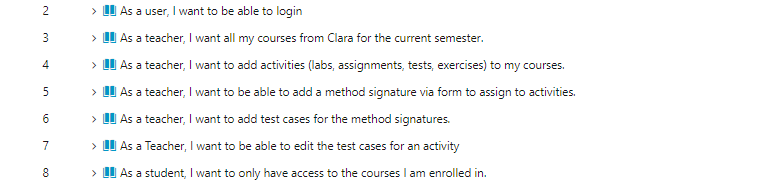 2 > As a user, I want to be able to login
3 > As a teacher, I want all my courses from Clara for the current semester.
4 > As a teacher, I want to add activities (labs, assignments, tests, exercises) to my courses.
5 > As a teacher, I want to be able to add a method signature via form to assign to activities.
6 > As a teacher, I want to add test cases for the method signatures.
7 > As a Teacher, I want to be able to edit the test cases for an activity
8 > As a student, I want to only have access to the courses I am enrolled in.